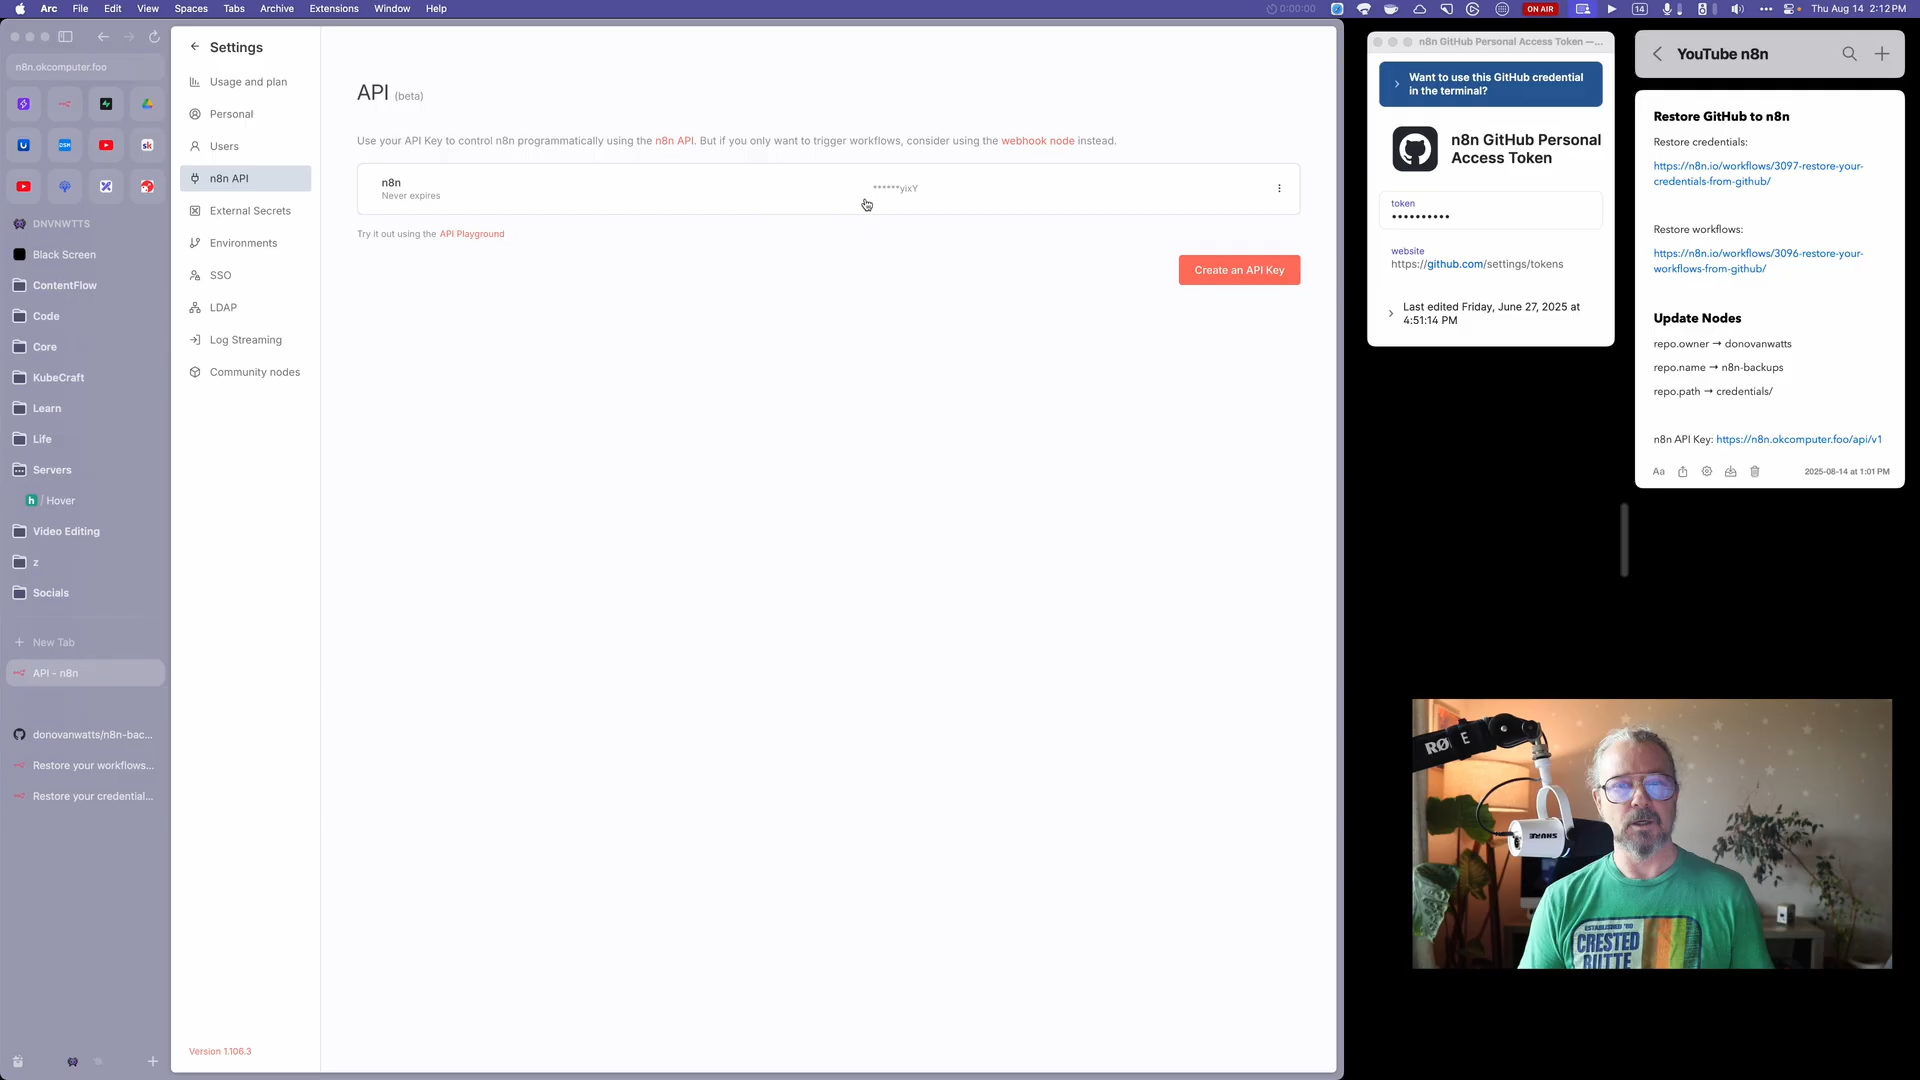 Arc File Edit View Spaces Tabs Archive Extensions Window Help
0:00:00
ON AIR
14
Thu Aug 14 2:12 PM
n8n.okcomputer.foo
DNVNWTTS
Black Screen
ContentFlow
Code
Core
KubeCraft
Learn
Life
Servers
h / Hover
Video Editing
z
Socials
+ New Tab
API - n8n
donovanwatts/n8n-bac...
Restore your workflows...
Restore your credential...
Settings
Usage and plan
Personal
Users
n8n API
External Secrets
Environments
SSO
LDAP
Log Streaming
Community nodes
Version 1.106.3
API (beta)
Use your API Key to control n8n programmatically using the n8n API. But if you only want to trigger workflows, consider using the webhook node instead.
n8n
Never expires
******yixY
Try it out using the API Playground
Create an API Key
n8n GitHub Personal Access Token —...
Want to use this GitHub credential
in the terminal?
n8n GitHub Personal
Access Token
token
••••••••••
website
https://github.com/settings/tokens
Last edited Friday, June 27, 2025 at
4:51:14 PM
YouTube n8n
Restore GitHub to n8n
Restore credentials:
https://n8n.io/workflows/3097-restore-your-
credentials-from-github/
Restore workflows:
https://n8n.io/workflows/3096-restore-your-
workflows-from-github/
Update Nodes
repo.owner → donovanwatts
repo.name → n8n-backups
repo.path → credentials/
n8n API Key: https://n8n.okcomputer.foo/api/v1
Aa
2025-08-14 at 1:01 PM
RØDE
SHURE
ESTABLISHED '80
CRESTED
BUTTE